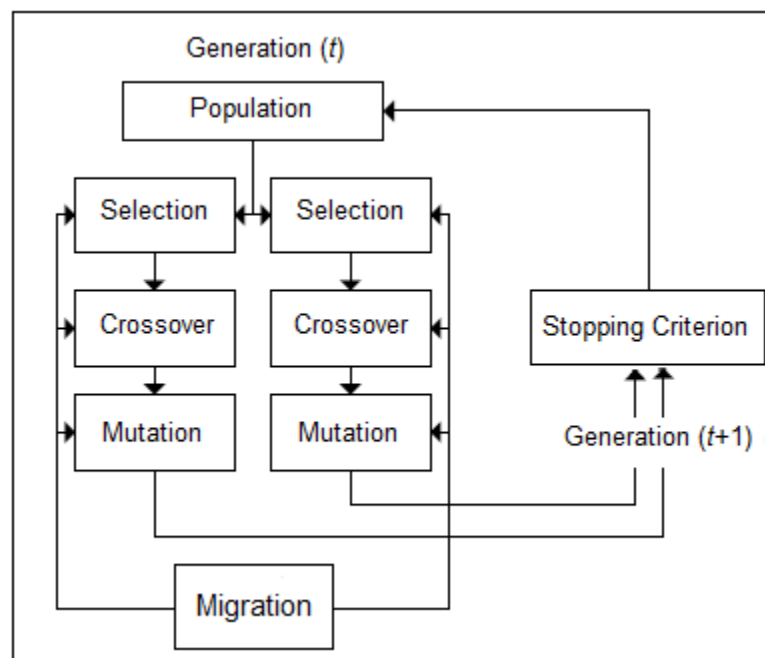 Generation (t)
Population
Selection
Selection
Crossover
Crossover
Stopping Criterion
Mutation
Mutation
Generation (t+1)
Migration